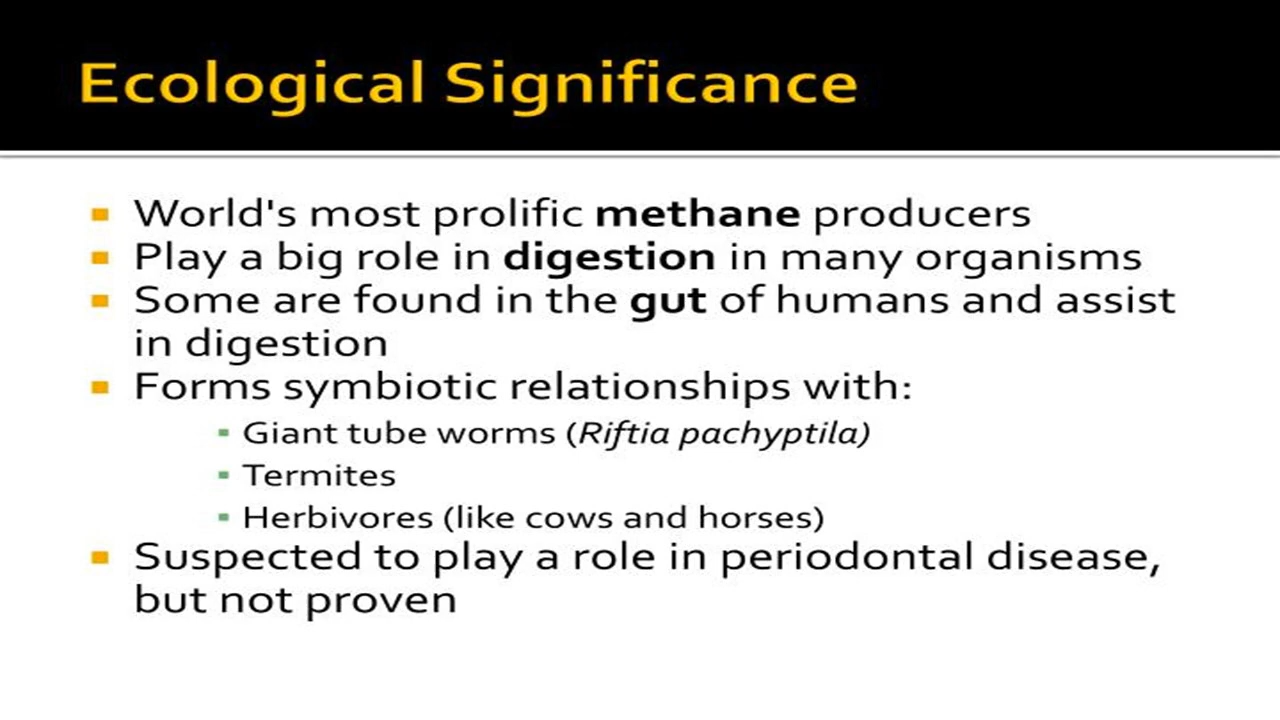 Ecological Significance
World's most prolific methane producers
Play a big role in digestion in many organisms
Some are found in the gut of humans and assist
in digestion
Forms symbiotic relationships with:
Giant tube worms (Riftia pachyptila)
Termites
Herbivores (like cows and horses)
Suspected to play a role in periodontal disease,
but not proven